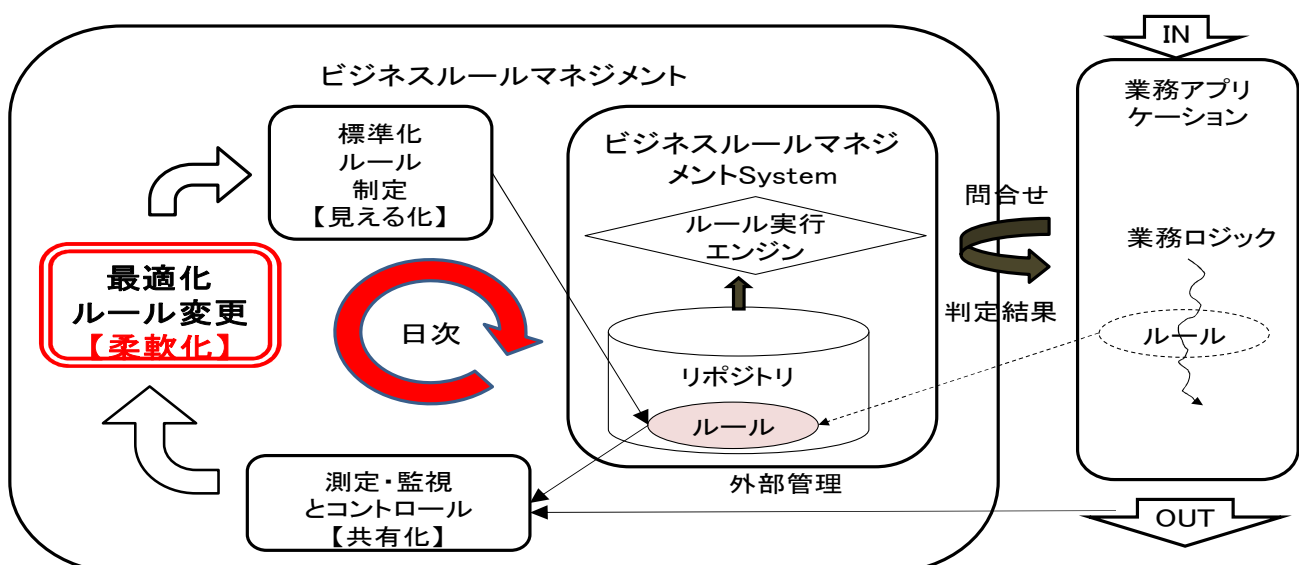 ビジネスルールマネジメント
標準化
ルール
制定
【見える化】
最適化
ルール変更
【柔軟化】
日次
測定・監視
とコントロール
【共有化】
ビジネスルールマネジ
メントSystem
ルール実行
エンジン
リポジトリ
ルール
外部管理
問合せ
判定結果
IN
業務アプリ
ケーション
業務ロジック
ルール
OUT